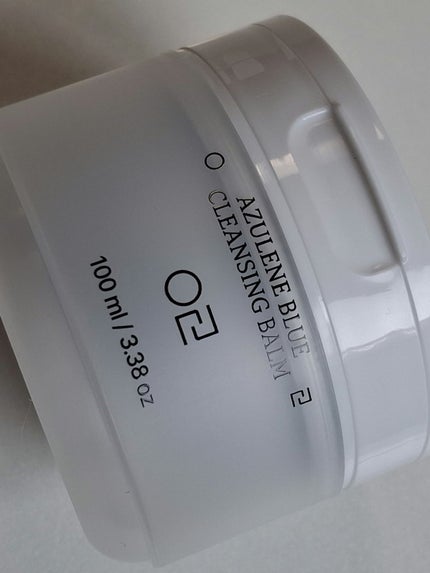 AZULENE BLUE
CLEANSING BALM
100 ml / 3.38 oz